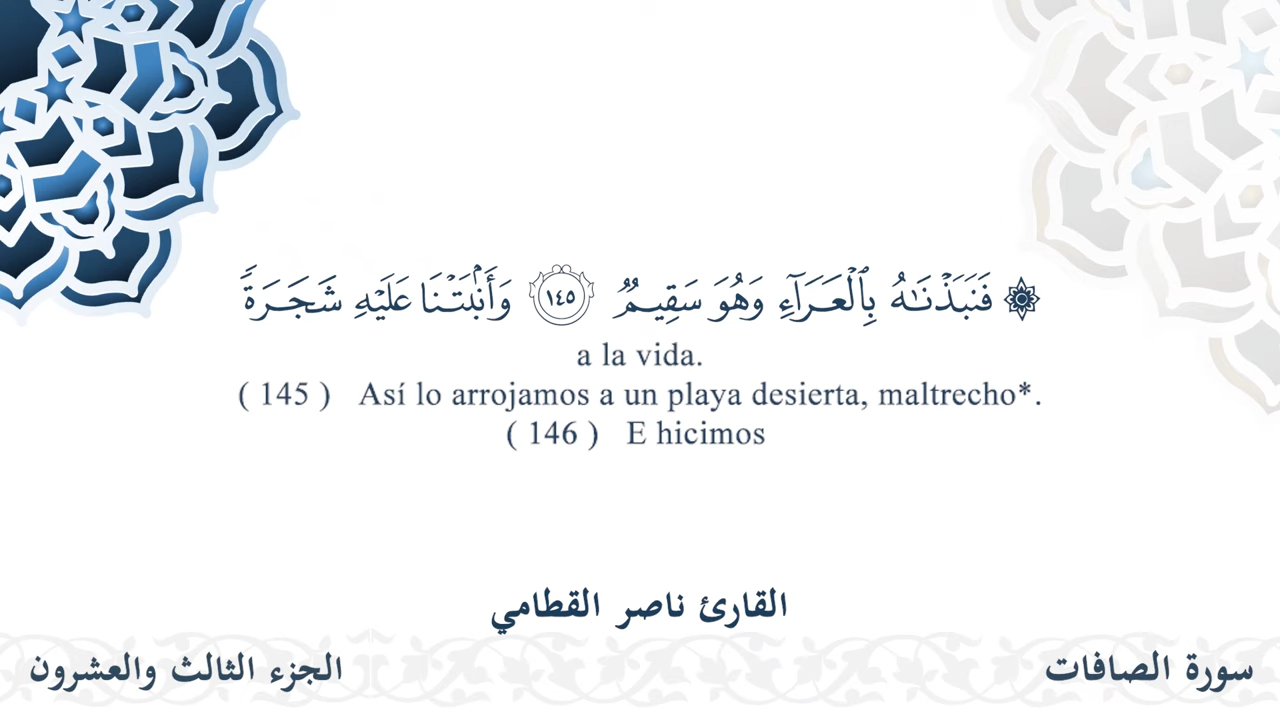 ۞ فَنَبَذْنَٰهُ بِٱلْعَرَآءِ وَهُوَ سَقِيمٌۭ ١٤٥ وَأَنۢبَتْنَا عَلَيْهِ شَجَرَةًۭ
a la vida.
( 145 ) Así lo arrojamos a un playa desierta, maltrecho*.
( 146 ) E hicimos
القارئ ناصر القطامي
سورة الصافات
الجزء الثالث والعشرون